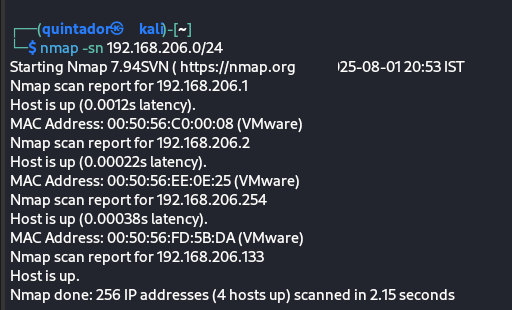 ┌──(quintador㉿kali)-[~]
└─$ nmap -sn 192.168.206.0/24
Starting Nmap 7.94SVN ( https://nmap.org 25-08-01 20:53 IST
Nmap scan report for 192.168.206.1
Host is up (0.0012s latency).
MAC Address: 00:50:56:C0:00:08 (VMware)
Nmap scan report for 192.168.206.2
Host is up (0.00022s latency).
MAC Address: 00:50:56:EE:0E:25 (VMware)
Nmap scan report for 192.168.206.254
Host is up (0.00038s latency).
MAC Address: 00:50:56:FD:5B:DA (VMware)
Nmap scan report for 192.168.206.133
Host is up.
Nmap done: 256 IP addresses (4 hosts up) scanned in 2.15 seconds